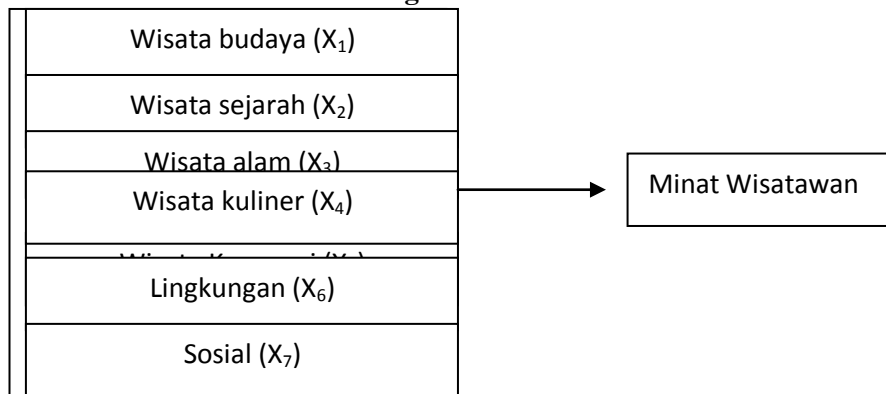 Wisata budaya (X₁)
Wisata sejarah (X₂)
Wisata alam (X₃)
Wisata kuliner (X₄)
Minat Wisatawan
Lingkungan (X₆)
Sosial (X₇)